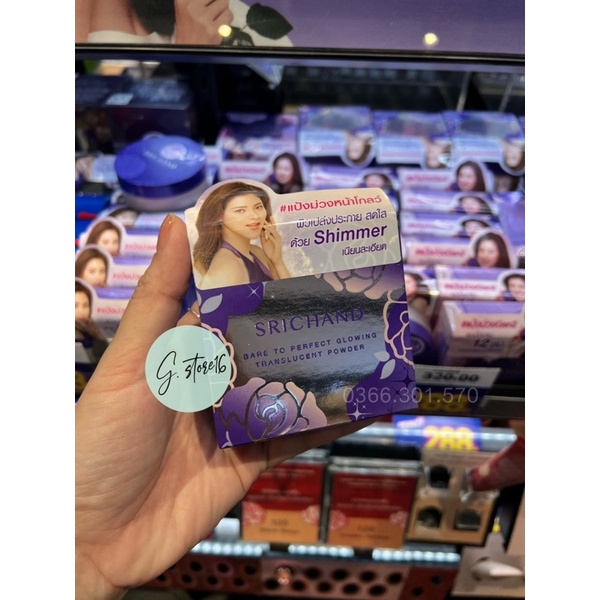 #แป้งม่วงหน้าโกลว์
ผิวเปล่งประกาย สดใส
ด้วย Shimmer
เนียนละเอียด
SRICHAND
BARE TO PERFECT GLOWING
TRANSLUCENT POWDER
G. store16
0366.301.570
330.00
288
12